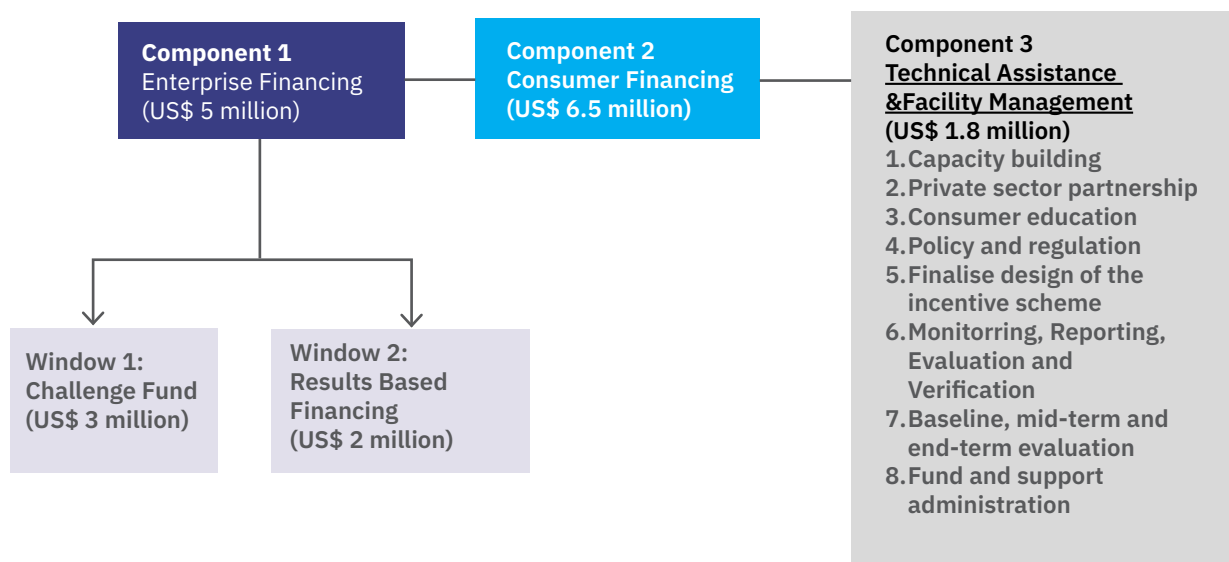 Component 1
Enterprise Financing
(US$ 5 million)
Component 2
Consumer Financing
(US$ 6.5 million)
Component 3
Technical Assistance
&Facility Management
(US$ 1.8 million)
1.Capacity building
2.Private sector partnership
3.Consumer education
4.Policy and regulation
5.Finalise design of the
incentive scheme
6.Monitorring, Reporting,
Evaluation and
Verification
7.Baseline, mid-term and
end-term evaluation
8.Fund and support
administration
Window 1:
Challenge Fund
(US$ 3 million)
Window 2:
Results Based
Financing
(US$ 2 million)